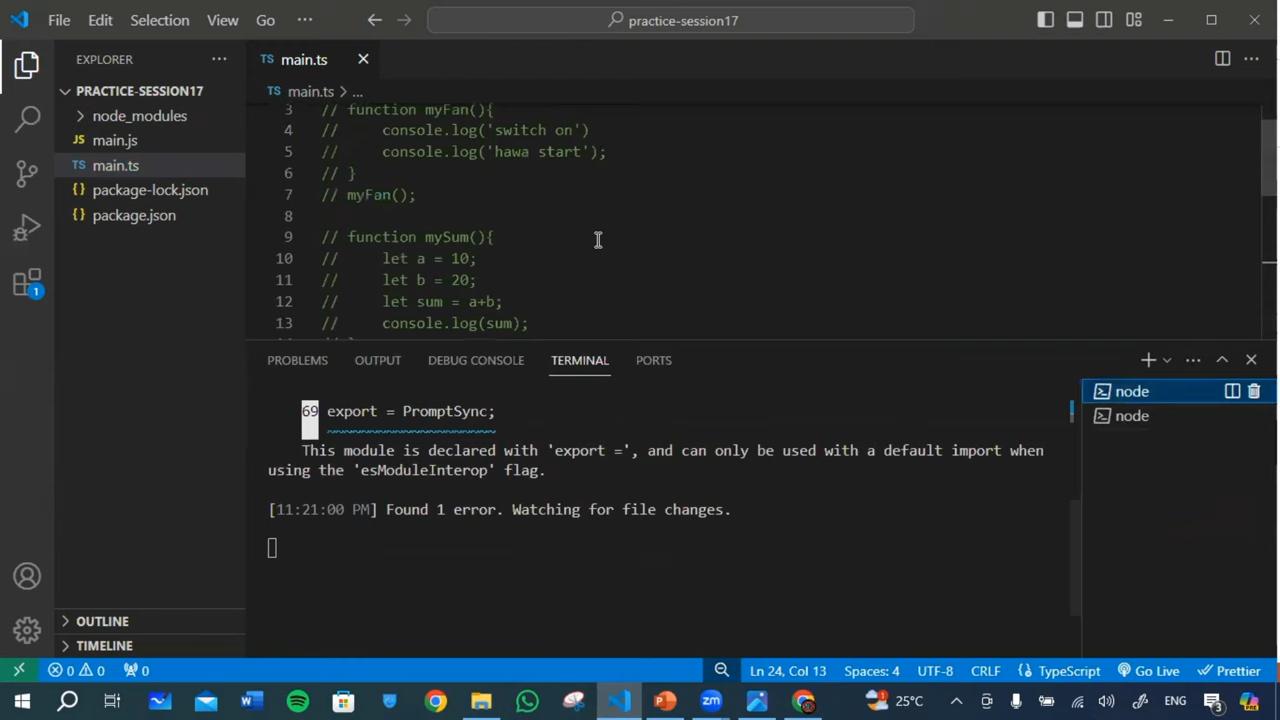 File Edit Selection View Go ··· practice-session17
EXPLORER ···
TS main.ts
PRACTICE-SESSION17
TS main.ts > ...
node_modules
JS main.js
TS main.ts
{} package-lock.json
{} package.json
3 // function myFan(){
4 //     console.log('switch on')
5 //     console.log('hawa start');
6 // }
7 // myFan();
8
9 // function mySum(){
10 //     let a = 10;
11 //     let b = 20;
12 //     let sum = a+b;
13 //     console.log(sum);
PROBLEMS OUTPUT DEBUG CONSOLE TERMINAL PORTS
69 export = PromptSync;
~~~~~~~~~~~~~~~~~~~~
This module is declared with 'export =', and can only be used with a default import when
using the 'esModuleInterop' flag.
[11:21:00 PM] Found 1 error. Watching for file changes.
node
node
1
OUTLINE
TIMELINE
0 0 0 Ln 24, Col 13 Spaces: 4 UTF-8 CRLF {} TypeScript Go Live Prettier
25°C ENG 3